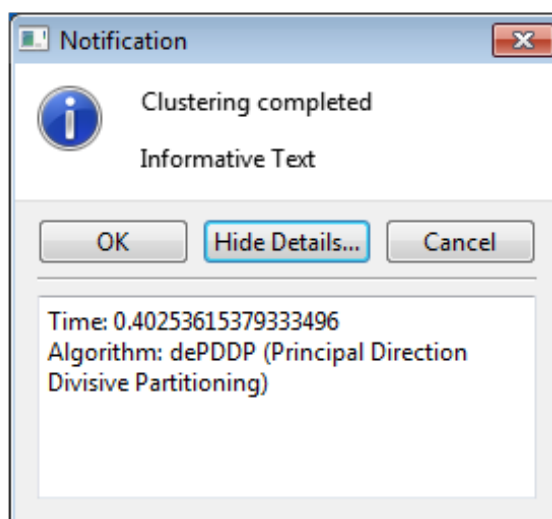 Notification
Clustering completed
Informative Text
OK
Hide Details...
Cancel
Time: 0.40253615379333496
Algorithm: dePDDP (Principal Direction
Divisive Partitioning)